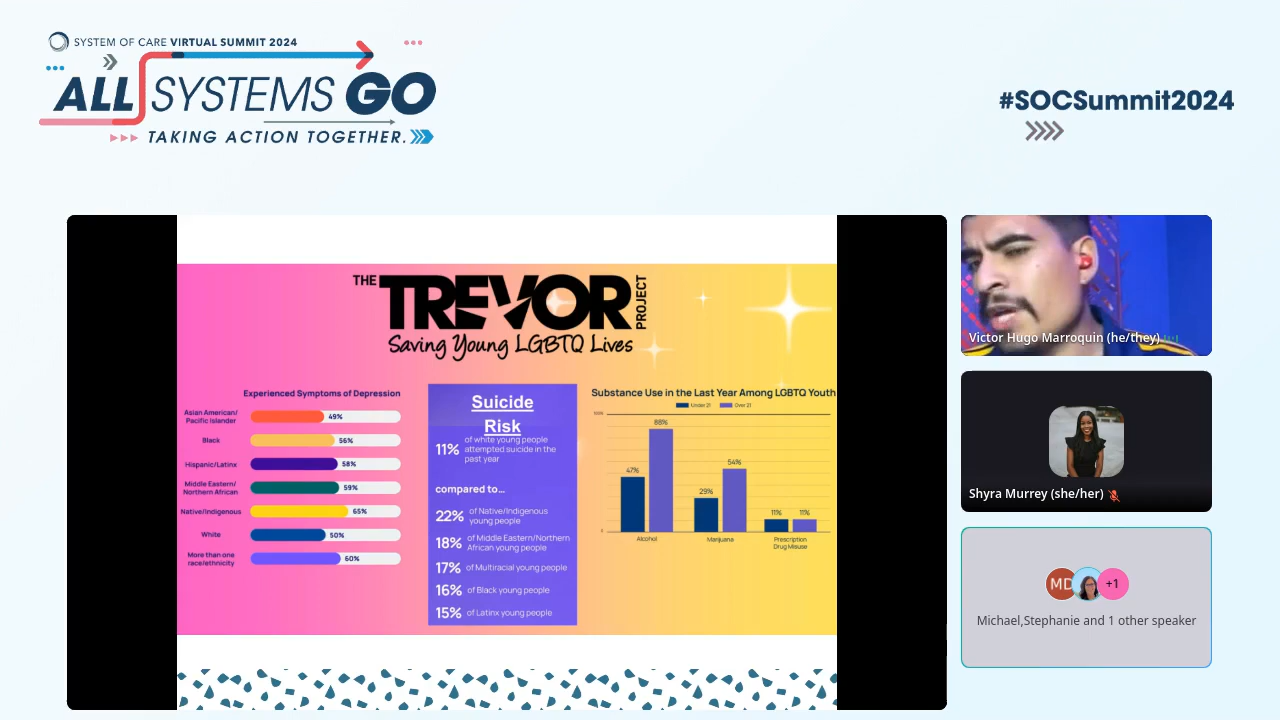 SYSTEM OF CARE VIRTUAL SUMMIT 2024
ALL SYSTEMS GO
TAKING ACTION TOGETHER.
#SOCSummit2024
THE TREVOR PROJECT
Saving Young LGBTQ Lives
Experienced Symptoms of Depression
Asian American/
Pacific Islander
49%
Black
56%
Hispanic/Latinx
58%
Middle Eastern/
Northern African
59%
Native/Indigenous
65%
White
50%
More than one
race/ethnicity
60%
Suicide
Risk
11% of white young people
attempted suicide in the
past year
compared to...
22% of Native/Indigenous
young people
18% of Middle Eastern/Northern
African young people
17% of Multiracial young people
16% of Black young people
15% of Latinx young people
Substance Use in the Last Year Among LGBTQ Youth
Under 21
Over 21
100%
47%
88%
29%
54%
11%
11%
0
Alcohol
Marijuana
Prescription
Drug Misuse
Victor Hugo Marroquin (he/they)
Shyra Murrey (she/her)
MD
+1
Michael,Stephanie and 1 other speaker